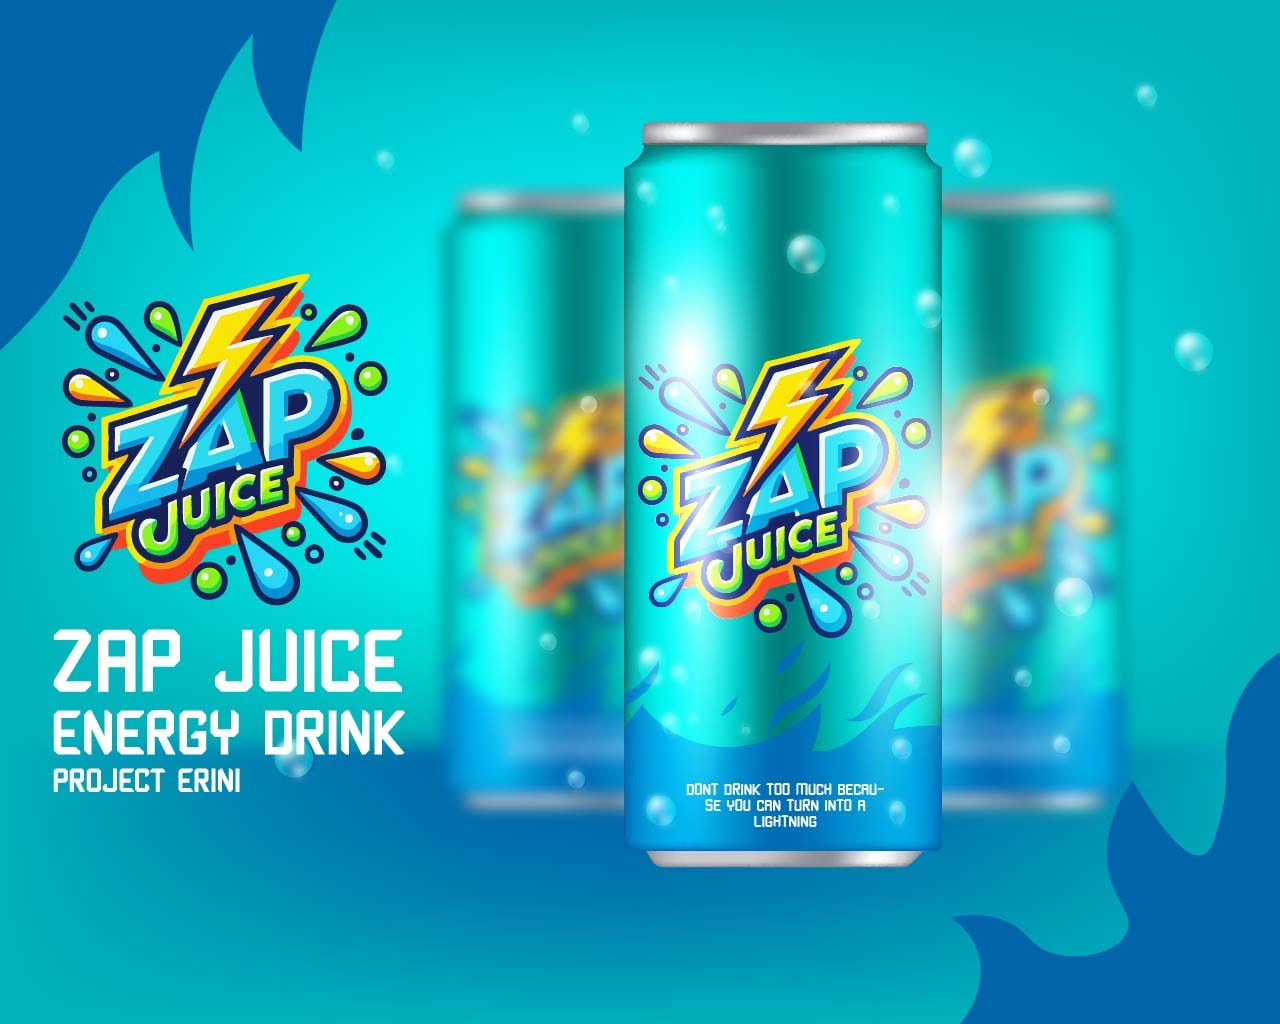 ZAP
JUICE
ZAP JUICE
ENERGY DRINK
PROJECT ERINI
ZAP
JUICE
DONT DRINK TOO MUCH BECAU-
SE YOU CAN TURN INTO A
LIGHTNING